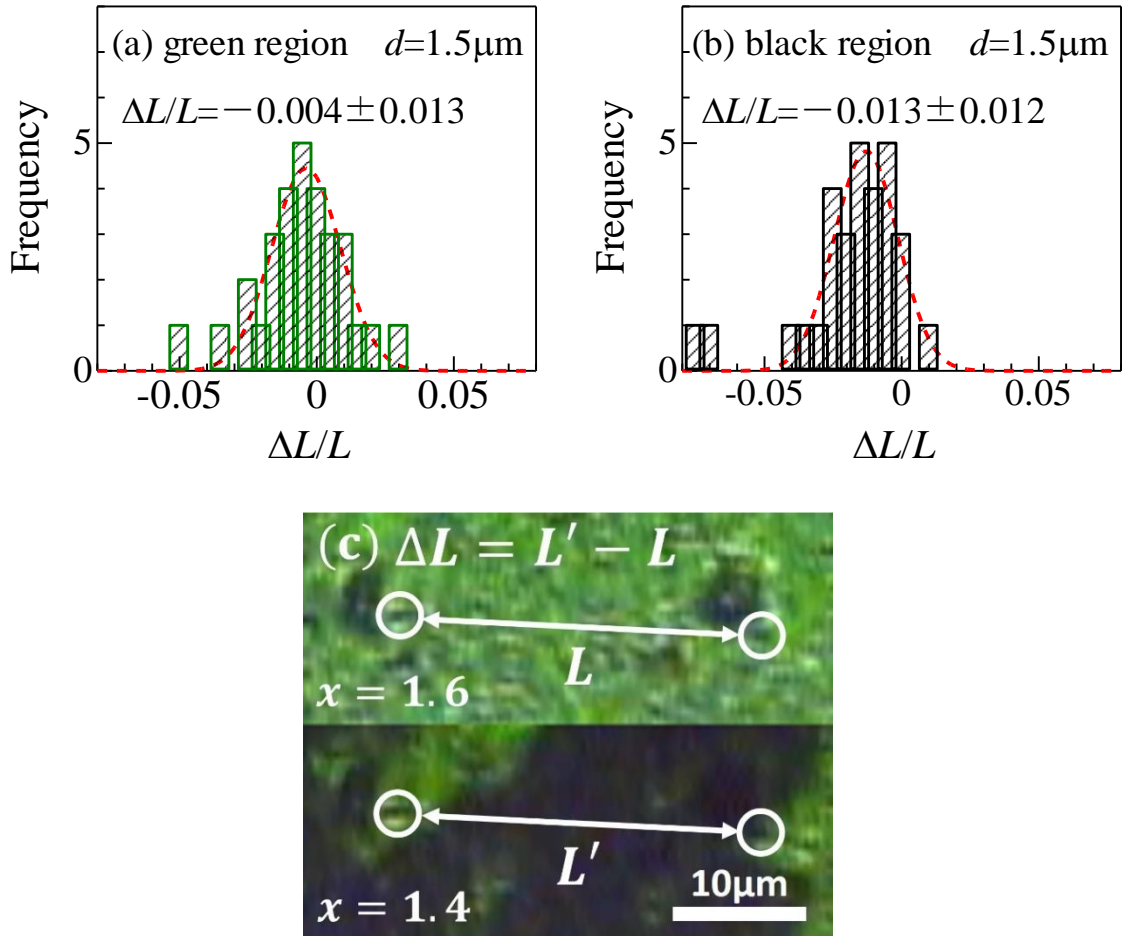 (a) green region d=1.5μm
ΔL/L=−0.004±0.013
Frequency
5
0
-0.05 0 0.05
ΔL/L
(b) black region d=1.5μm
ΔL/L=−0.013±0.012
Frequency
5
0
-0.05 0 0.05
ΔL/L
(c) ΔL = L′ − L
L
x = 1.6
L′
10μm
x = 1.4